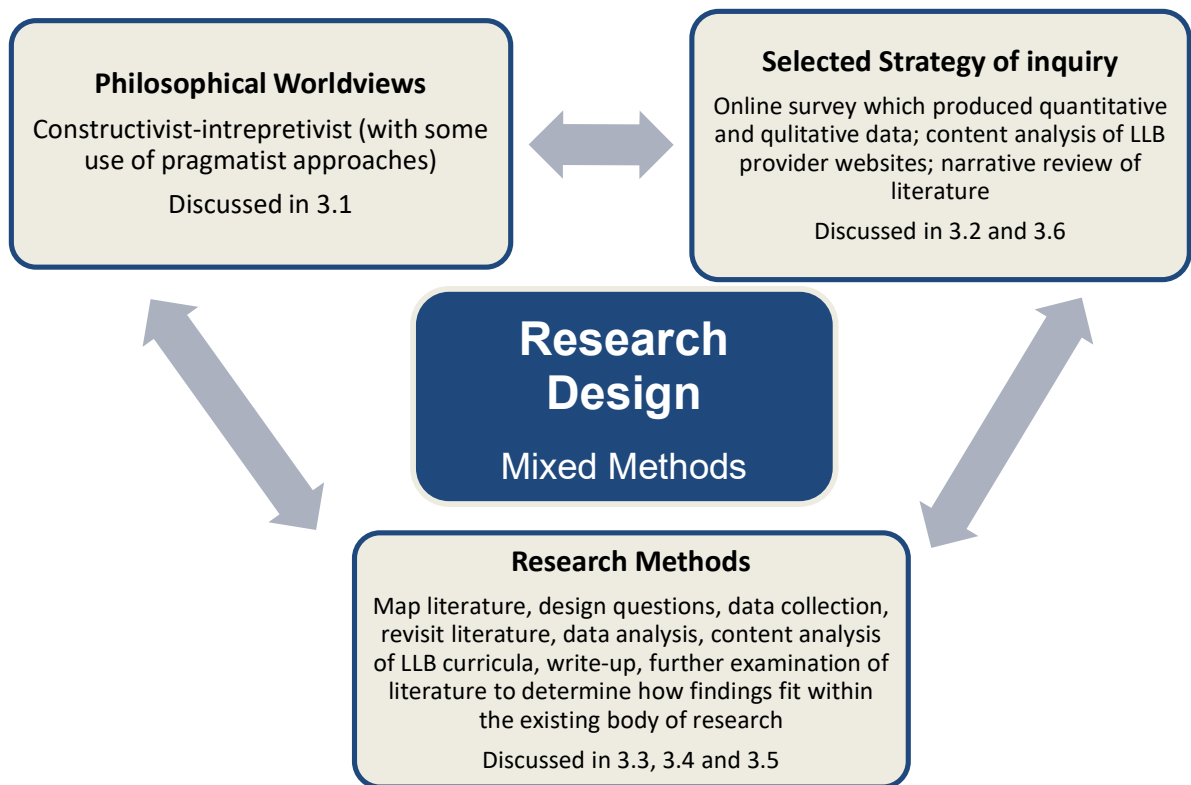 Philosophical Worldviews
Constructivist-intrepretivist (with some
use of pragmatist approaches)
Discussed in 3.1
Selected Strategy of inquiry
Online survey which produced quantitative
and qulitative data; content analysis of LLB
provider websites; narrative review of
literature
Discussed in 3.2 and 3.6
Research
Design
Mixed Methods
Research Methods
Map literature, design questions, data collection,
revisit literature, data analysis, content analysis
of LLB curricula, write-up, further examination of
literature to determine how findings fit within
the existing body of research
Discussed in 3.3, 3.4 and 3.5